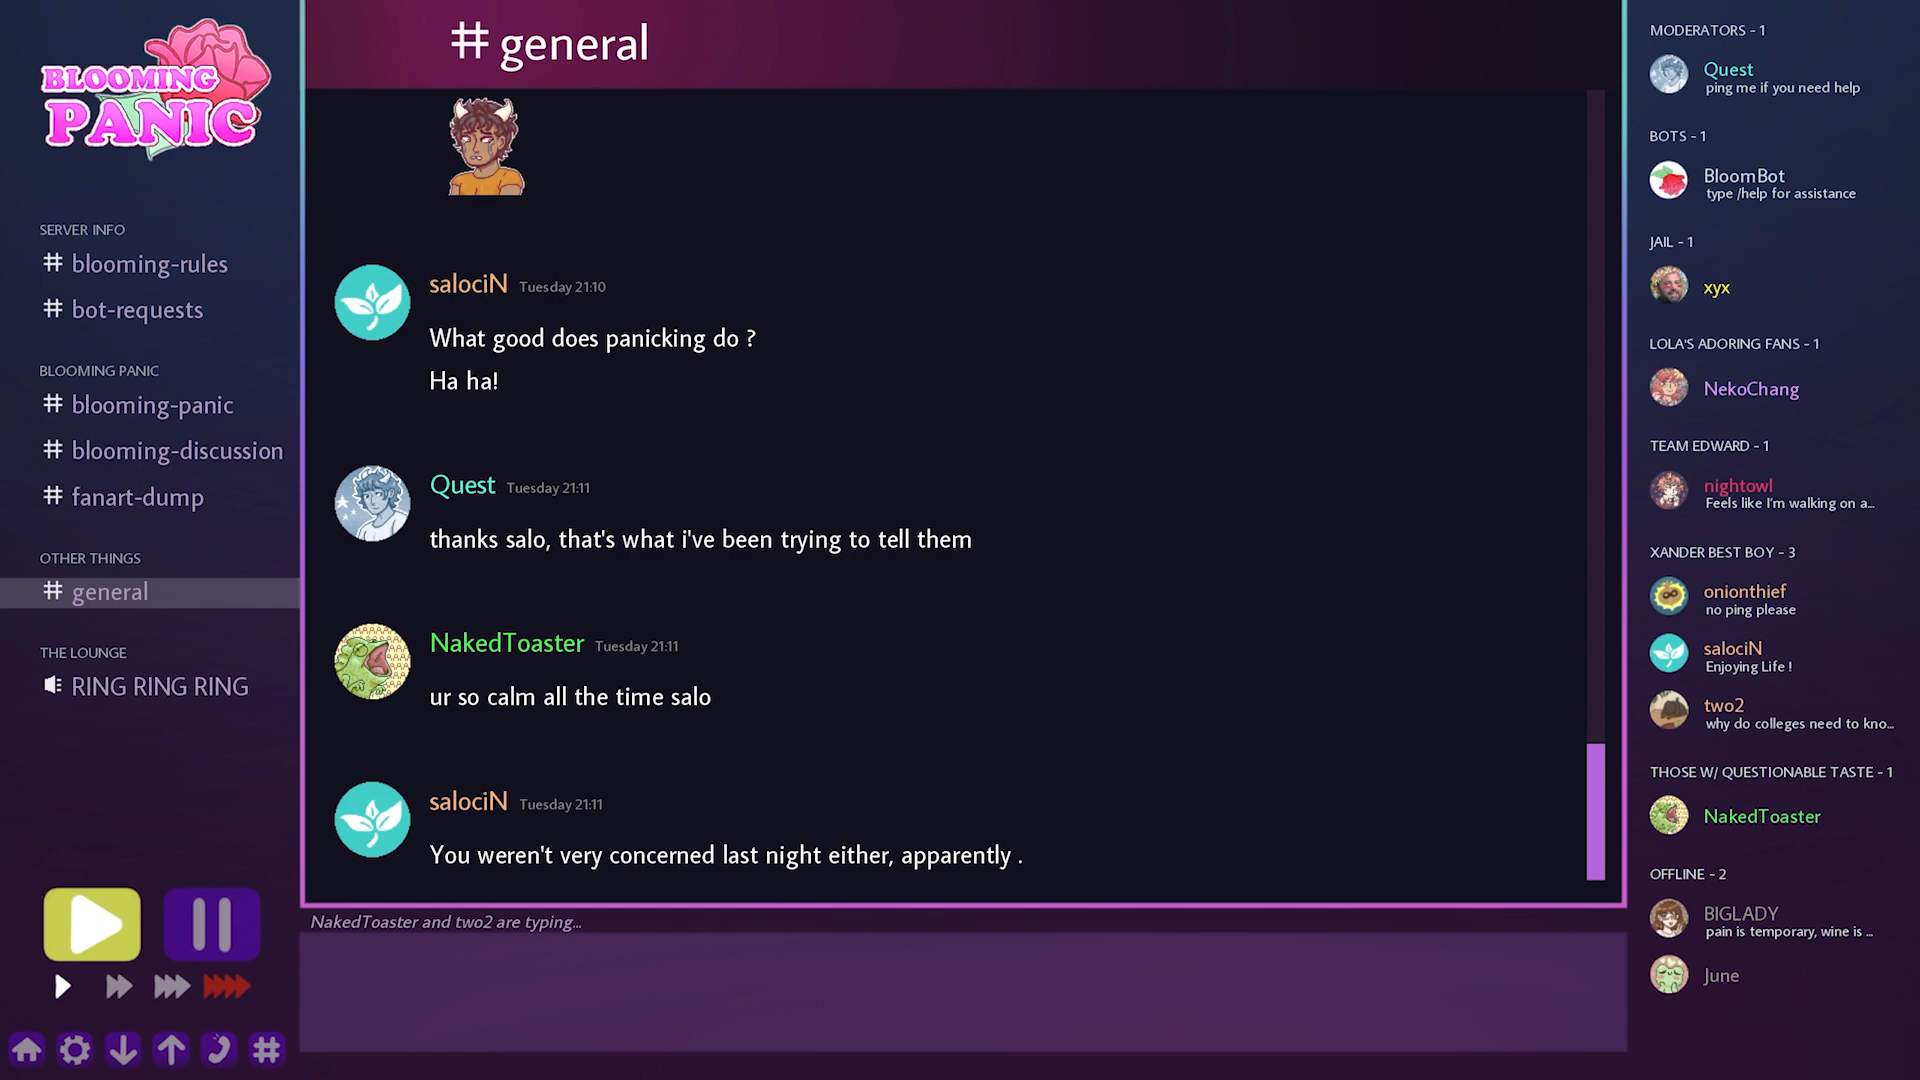 BLOOMING
PANIC
SERVER INFO
# blooming-rules
# bot-requests
BLOOMING PANIC
# blooming-panic
# blooming-discussion
# fanart-dump
OTHER THINGS
# general
THE LOUNGE
RING RING RING
# general
salociN Tuesday 21:10
What good does panicking do ?
Ha ha!
Quest Tuesday 21:11
thanks salo, that's what i've been trying to tell them
NakedToaster Tuesday 21:11
ur so calm all the time salo
salociN Tuesday 21:11
You weren't very concerned last night either, apparently .
NakedToaster and two2 are typing...
MODERATORS - 1
Quest
ping me if you need help
BOTS - 1
BloomBot
type /help for assistance
JAIL - 1
xyx
LOLA'S ADORING FANS - 1
NekoChang
TEAM EDWARD - 1
nightowl
Feels like I'm walking on a...
XANDER BEST BOY - 3
onionthief
no ping please
salociN
Enjoying Life !
two2
why do colleges need to kno...
THOSE W/ QUESTIONABLE TASTE - 1
NakedToaster
OFFLINE - 2
BIGLADY
pain is temporary, wine is ...
June